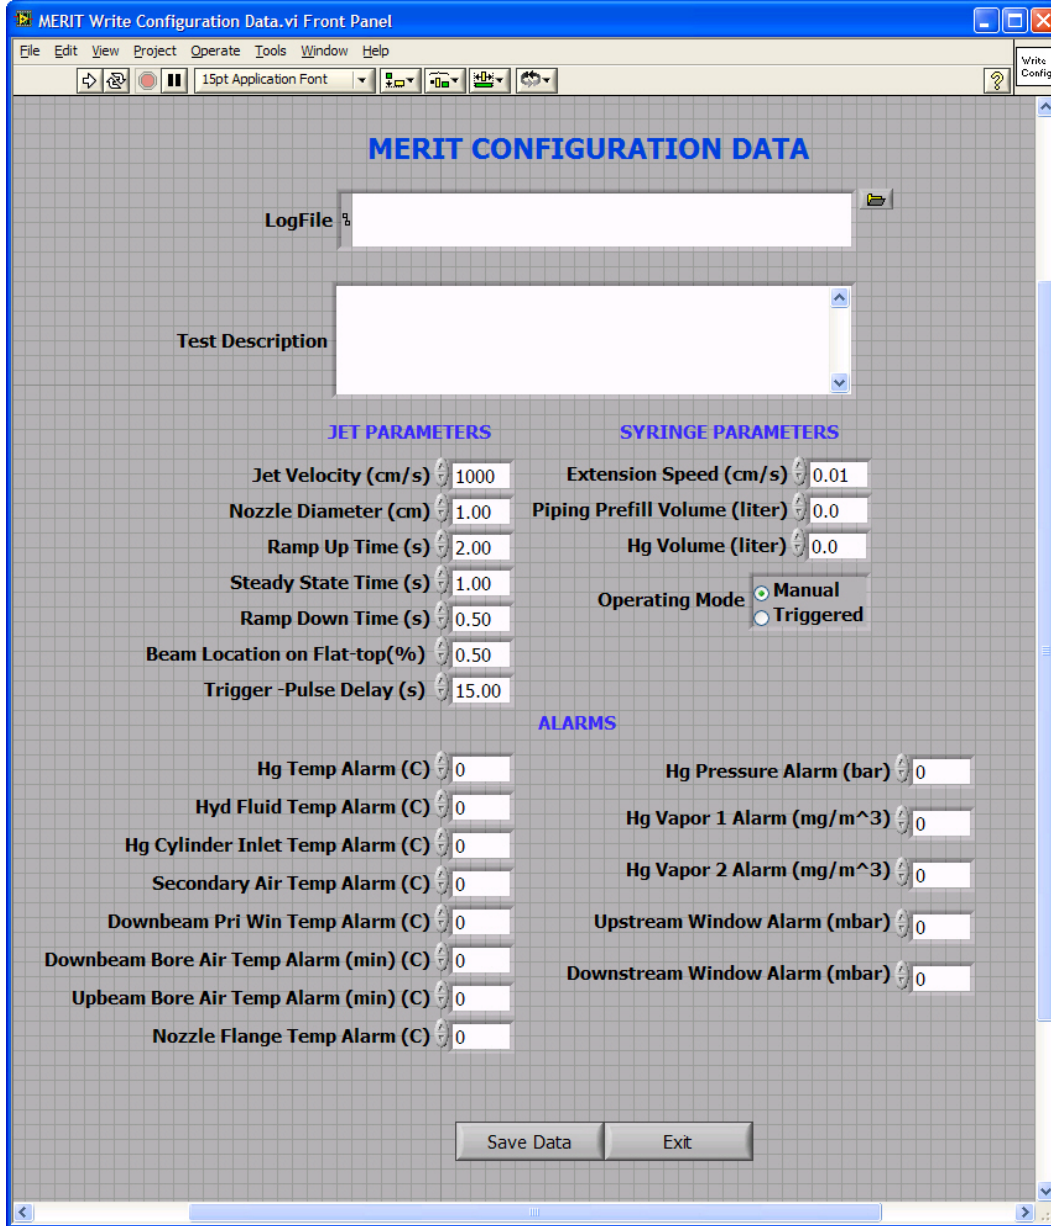 MERIT Write Configuration Data.vi Front Panel
File Edit View Project Operate Tools Window Help
15pt Application Font
Write
Config
MERIT CONFIGURATION DATA
LogFile
Test Description
JET PARAMETERS
Jet Velocity (cm/s) 1000
Nozzle Diameter (cm) 1.00
Ramp Up Time (s) 2.00
Steady State Time (s) 1.00
Ramp Down Time (s) 0.50
Beam Location on Flat-top(%) 0.50
Trigger -Pulse Delay (s) 15.00
SYRINGE PARAMETERS
Extension Speed (cm/s) 0.01
Piping Prefill Volume (liter) 0.0
Hg Volume (liter) 0.0
Operating Mode
Manual
Triggered
ALARMS
Hg Temp Alarm (C) 0
Hyd Fluid Temp Alarm (C) 0
Hg Cylinder Inlet Temp Alarm (C) 0
Secondary Air Temp Alarm (C) 0
Downbeam Pri Win Temp Alarm (C) 0
Downbeam Bore Air Temp Alarm (min) (C) 0
Upbeam Bore Air Temp Alarm (min) (C) 0
Nozzle Flange Temp Alarm (C) 0
Hg Pressure Alarm (bar) 0
Hg Vapor 1 Alarm (mg/m^3) 0
Hg Vapor 2 Alarm (mg/m^3) 0
Upstream Window Alarm (mbar) 0
Downstream Window Alarm (mbar) 0
Save Data
Exit